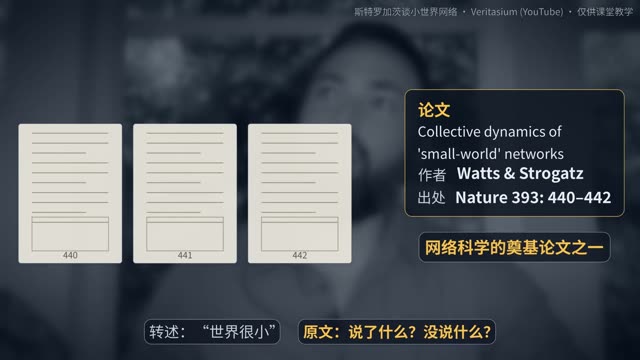 斯特罗加茨谈小世界网络 • Veritasium (YouTube) • 仅供课堂教学
论文
Collective dynamics of
'small-world' networks
作者 Watts & Strogatz
出处 Nature 393: 440–442
440
441
442
网络科学的奠基论文之一
转述：“世界很小”
原文：说了什么？没说什么？